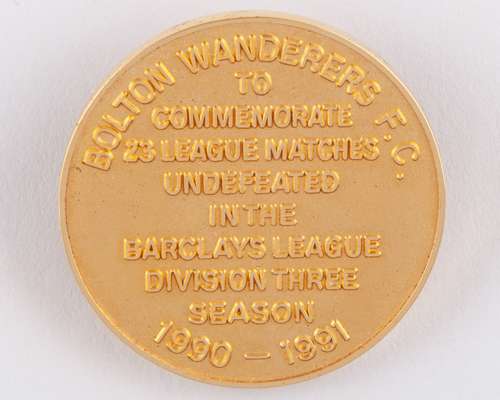 BOLTON WANDERERS F.C.
TO
COMMEMORATE
23 LEAGUE MATCHES
UNDEFEATED
IN THE
BARCLAYS LEAGUE
DIVISION THREE
SEASON
1990 - 1991